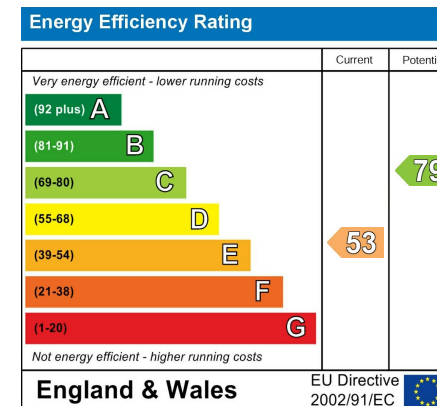 Energy Efficiency Rating
Current
Very energy efficient - lower running costs
(92 plus) A
(81-91) B
(69-80) C
79
(55-68) D
(39-54) E
53
(21-38) F
(1-20) G
Not energy efficient - higher running costs
England & Wales
EU Directive
2002/91/EC